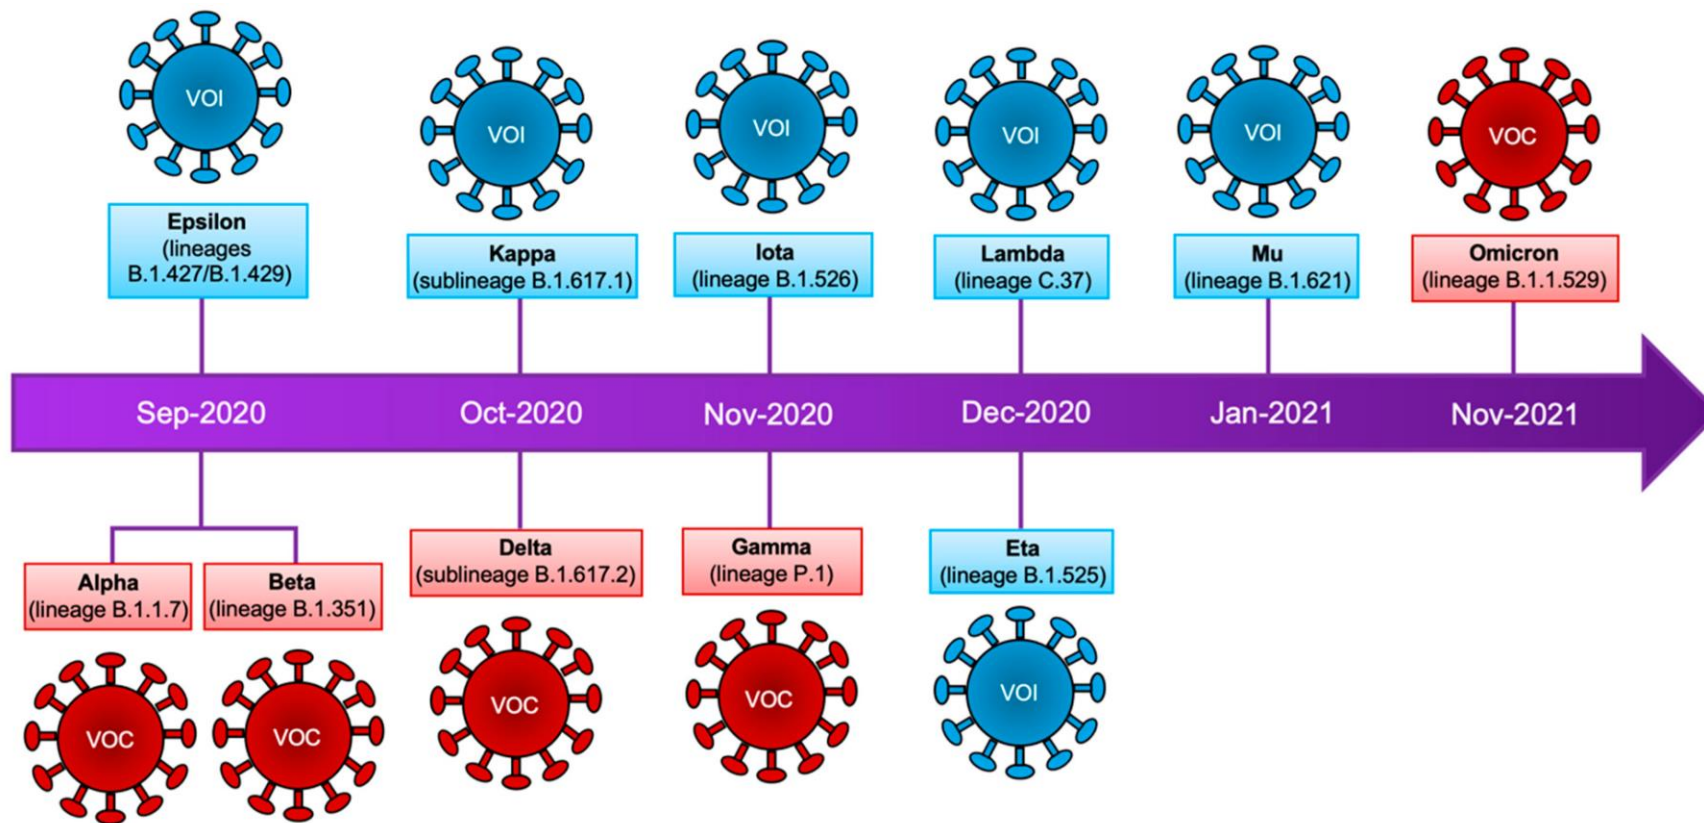 VOI
VOI
VOI
VOI
VOI
VOC
Epsilon
(lineages
B.1.427/B.1.429)
Kappa
(sublineage B.1.617.1)
Iota
(lineage B.1.526)
Lambda
(lineage C.37)
Mu
(lineage B.1.621)
Omicron
(lineage B.1.1.529)
Sep-2020
Oct-2020
Nov-2020
Dec-2020
Jan-2021
Nov-2021
Alpha
(lineage B.1.1.7)
Beta
(lineage B.1.351)
Delta
(sublineage B.1.617.2)
Gamma
(lineage P.1)
Eta
(lineage B.1.525)
VOC
VOC
VOC
VOC
VOI